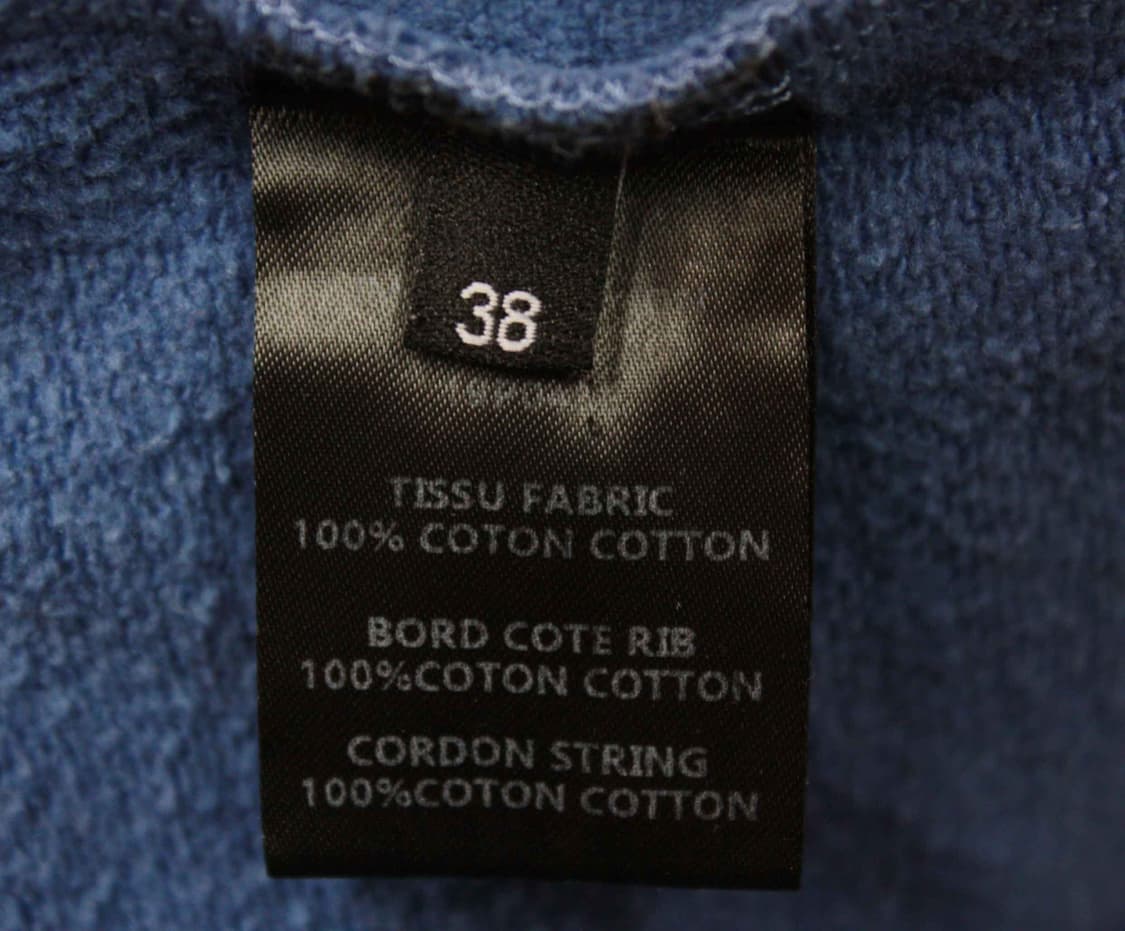 38
TISSU FABRIC
100% COTON COTTON
BORD COTE RIB
100%COTON COTTON
CORDON STRING
100%COTON COTTON